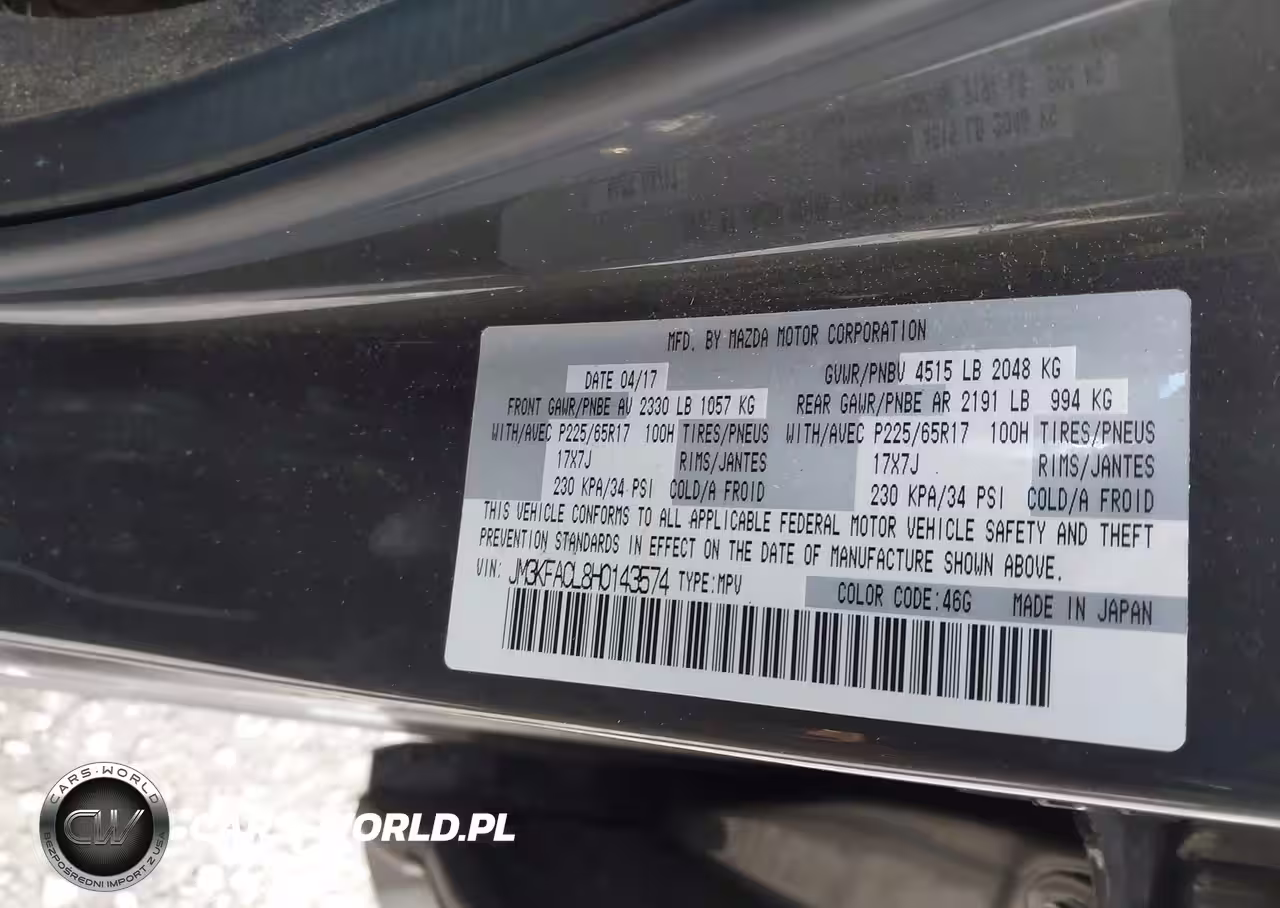 MFD. BY MAZDA MOTOR CORPORATION
DATE 04/17 GVWR/PNBV 4515 LB 2048 KG
FRONT GAWR/PNBE AV 2330 LB 1057 KG REAR GAWR/PNBE AR 2191 LB 994 KG
WITH/AVEC P225/65R17 100H TIRES/PNEUS WITH/AVEC P225/65R17 100H TIRES/PNEUS
17X7J RIMS/JANTES 17X7J RIMS/JANTES
230 KPA/34 PSI COLD/A FROID 230 KPA/34 PSI COLD/A FROID
THIS VEHICLE CONFORMS TO ALL APPLICABLE FEDERAL MOTOR VEHICLE SAFETY AND THEFT
PREVENTION STANDARDS IN EFFECT ON THE DATE OF MANUFACTURE SHOWN ABOVE.
VIN: JM3KFACL8H0143574 TYPE:MPV COLOR CODE:46G MADE IN JAPAN
CARS-WORLD
CW
BEZPOŚREDNI IMPORT Z USA
CARS-WORLD.PL